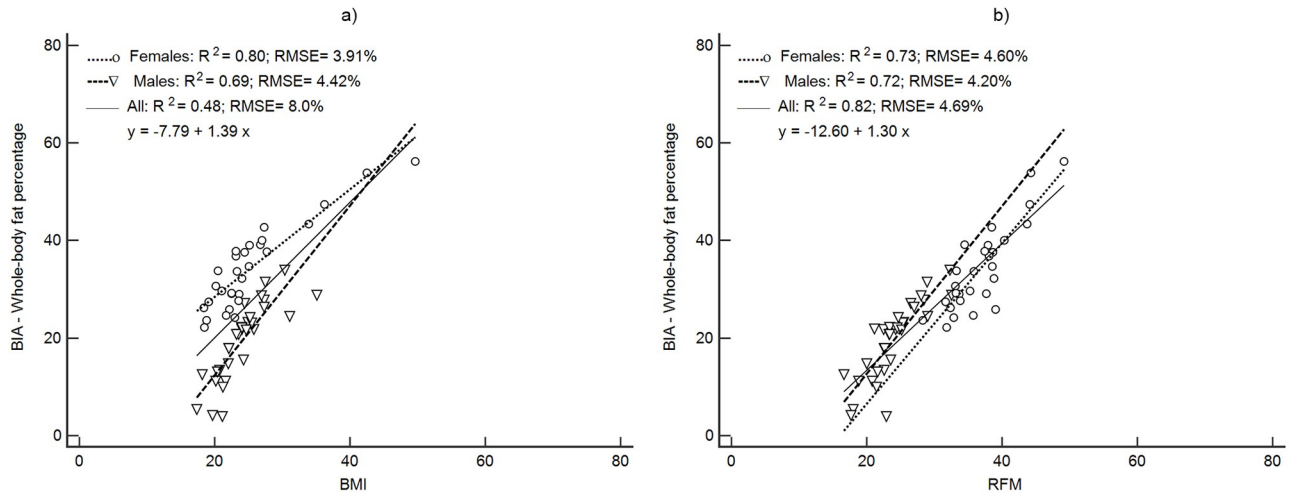 a)
80
60
40
20
0
BIA - Whole-body fat percentage
o Females: R² = 0.80; RMSE= 3.91%
Males: R² = 0.69; RMSE= 4.42%
All: R² = 0.48; RMSE= 8.0%
y = -7.79 + 1.39 x
0 20 40 60 80
BMI
b)
80
60
40
20
0
BIA - Whole-body fat percentage
o Females: R² = 0.73; RMSE= 4.60%
Males: R² = 0.72; RMSE= 4.20%
All: R² = 0.82; RMSE= 4.69%
y = -12.60 + 1.30 x
0 20 40 60 80
RFM